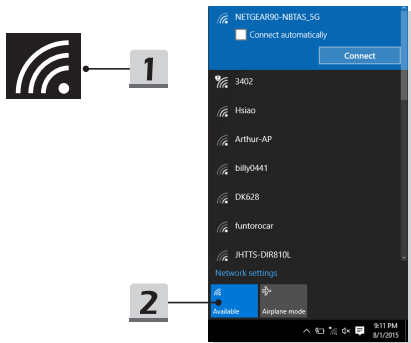 1
NETGEAR90-NBTAS_5G
Connect automatically
Connect
3402
Hsiao
Arthur-AP
billy0441
DK628
funtorocar
JHTTS-DIR810L
Network settings
2
Available
Airplane mode
9:11 PM
8/1/2015